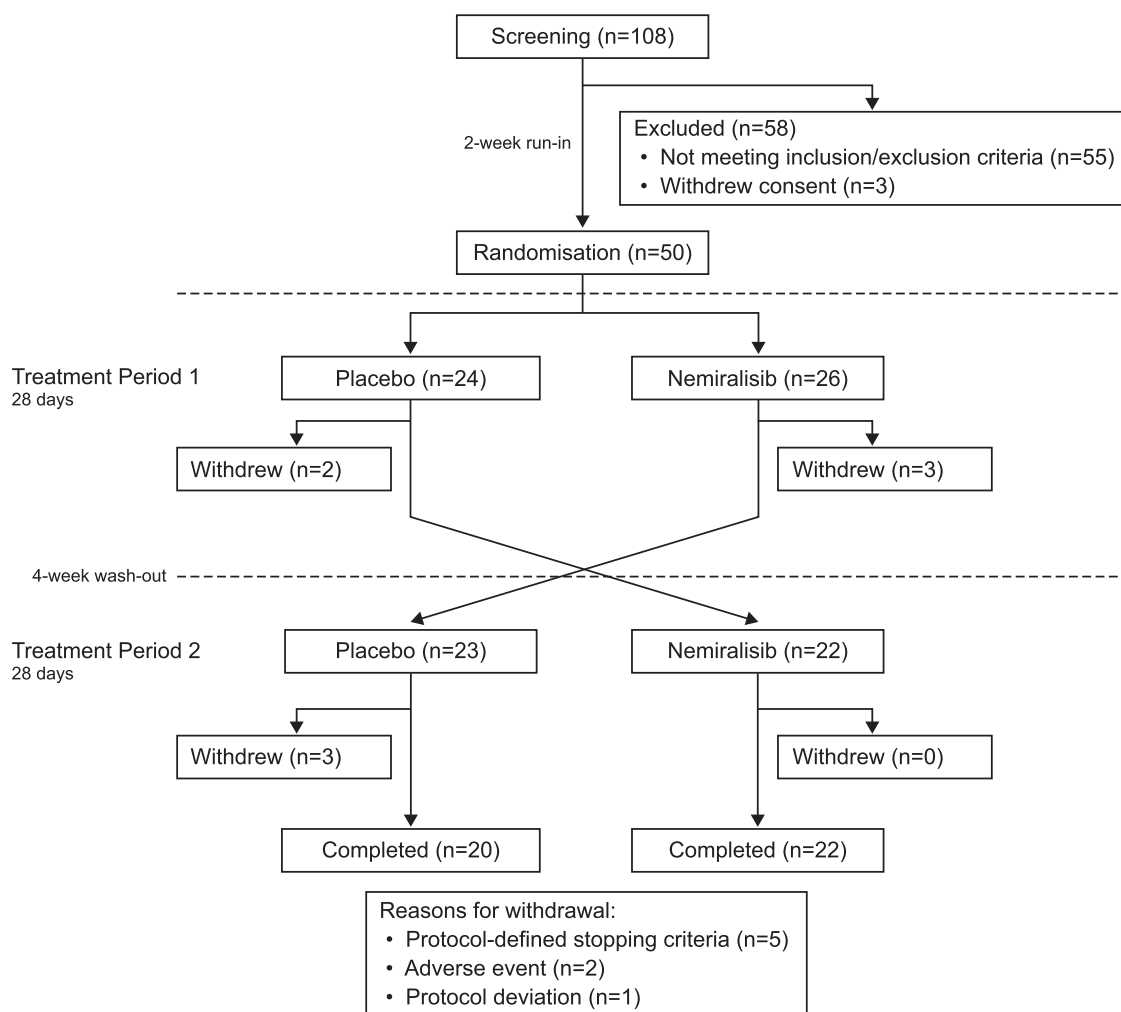 Screening (n=108)
2-week run-in
Excluded (n=58)
• Not meeting inclusion/exclusion criteria (n=55)
• Withdrew consent (n=3)
Randomisation (n=50)
Treatment Period 1
28 days
Placebo (n=24)
Nemiralisib (n=26)
Withdrew (n=2)
Withdrew (n=3)
4-week wash-out
Treatment Period 2
28 days
Placebo (n=23)
Nemiralisib (n=22)
Withdrew (n=3)
Withdrew (n=0)
Completed (n=20)
Completed (n=22)
Reasons for withdrawal:
• Protocol-defined stopping criteria (n=5)
• Adverse event (n=2)
• Protocol deviation (n=1)